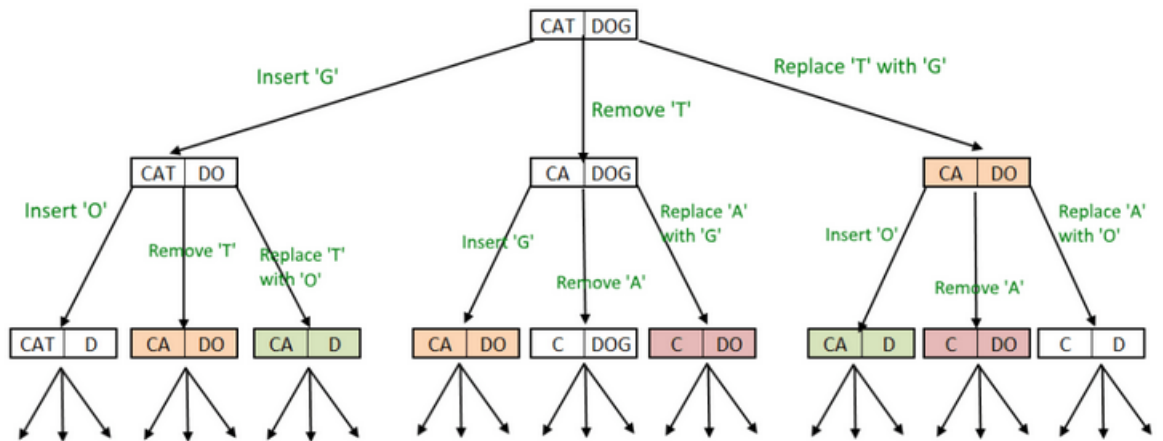 CAT DOG
Insert 'G'
Replace 'T' with 'G'
Remove 'T'
CAT DO
CA DOG
CA DO
Insert 'O'
Remove 'T'
Replace 'T'
with 'O'
Insert 'G'
Remove 'A'
Replace 'A'
with 'G'
Insert 'O'
Remove 'A'
Replace 'A'
with 'O'
CAT D
CA DO
CA D
CA DO
C DOG
C DO
CA D
C DO
C D